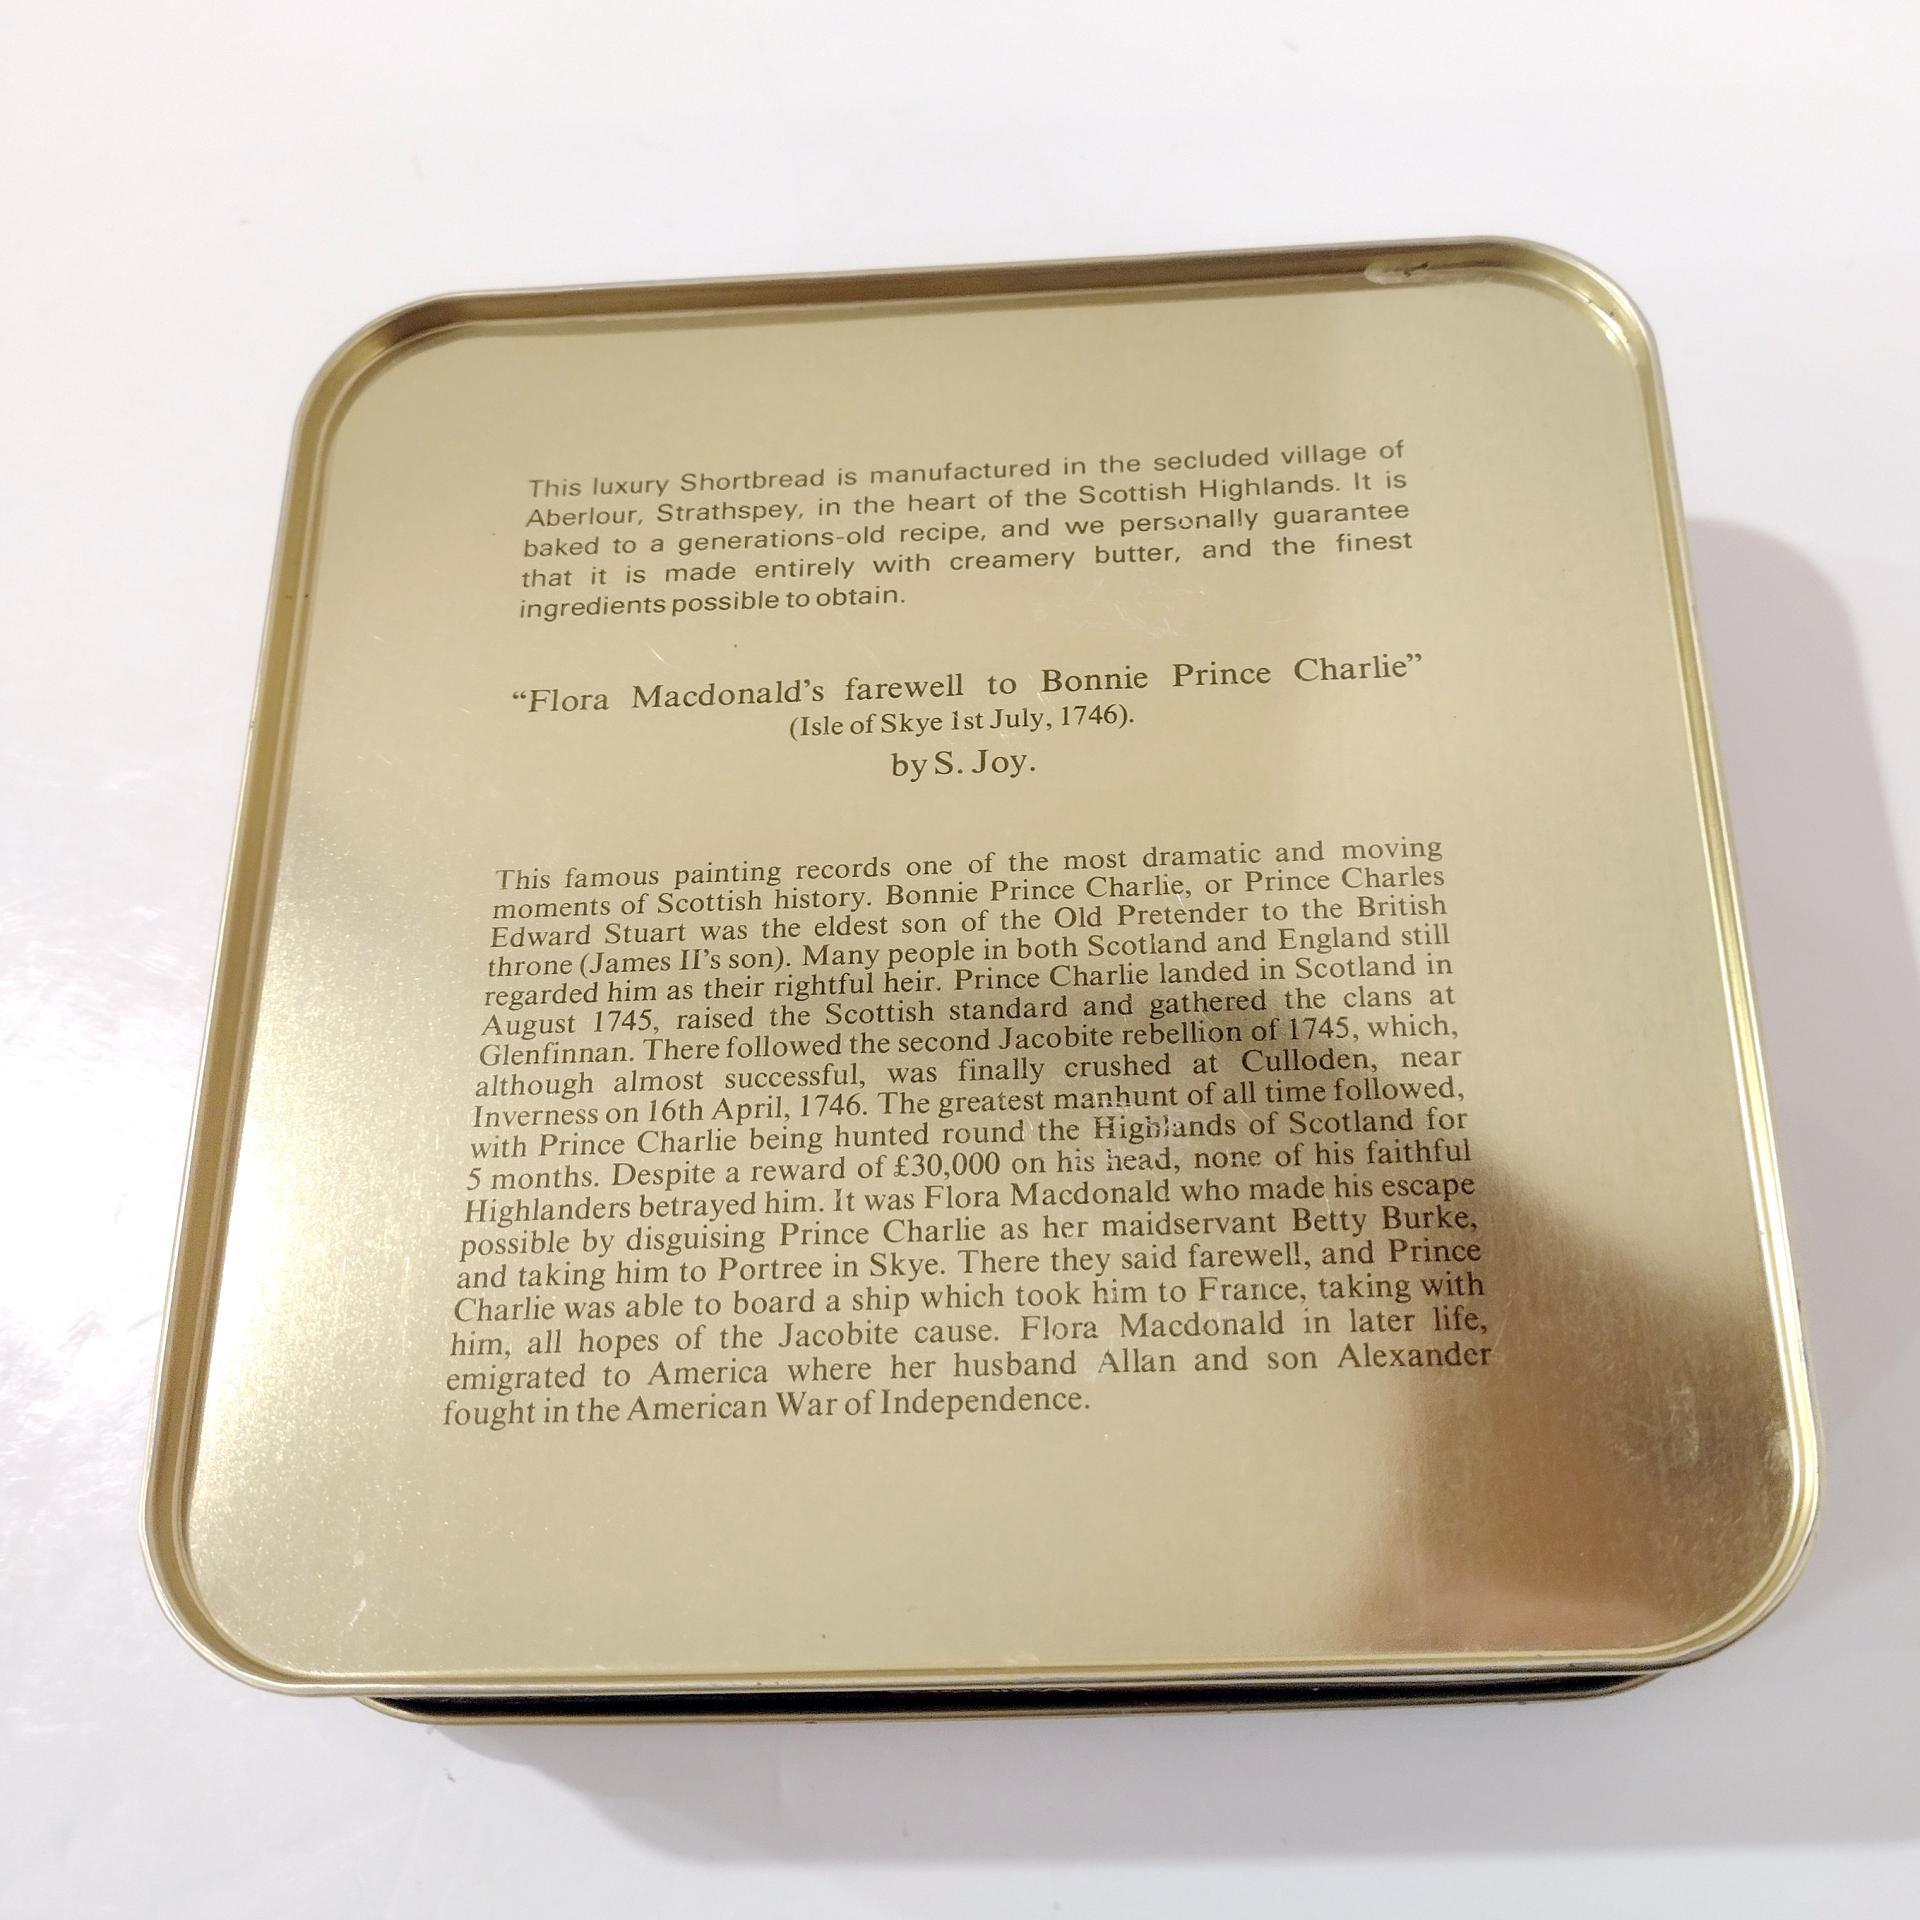 This luxury Shortbread is manufactured in the secluded village of
Aberlour, Strathspey, in the heart of the Scottish Highlands. It is
baked to a generations-old recipe, and we personally guarantee
that it is made entirely with creamery butter, and the finest
ingredients possible to obtain.
“Flora Macdonald’s farewell to Bonnie Prince Charlie”
(Isle of Skye 1st July, 1746).
by S. Joy.
This famous painting records one of the most dramatic and moving
moments of Scottish history. Bonnie Prince Charlie, or Prince Charles
Edward Stuart was the eldest son of the Old Pretender to the British
throne (James II’s son). Many people in both Scotland and England still
regarded him as their rightful heir. Prince Charlie landed in Scotland in
August 1745, raised the Scottish standard and gathered the clans at
Glenfinnan. There followed the second Jacobite rebellion of 1745, which,
although almost successful, was finally crushed at Culloden, near
Inverness on 16th April, 1746. The greatest manhunt of all time followed,
with Prince Charlie being hunted round the Highlands of Scotland for
5 months. Despite a reward of £30,000 on his head, none of his faithful
Highlanders betrayed him. It was Flora Macdonald who made his escape
possible by disguising Prince Charlie as her maidservant Betty Burke,
and taking him to Portree in Skye. There they said farewell, and Prince
Charlie was able to board a ship which took him to France, taking with
him, all hopes of the Jacobite cause. Flora Macdonald in later life,
emigrated to America where her husband Allan and son Alexander
fought in the American War of Independence.